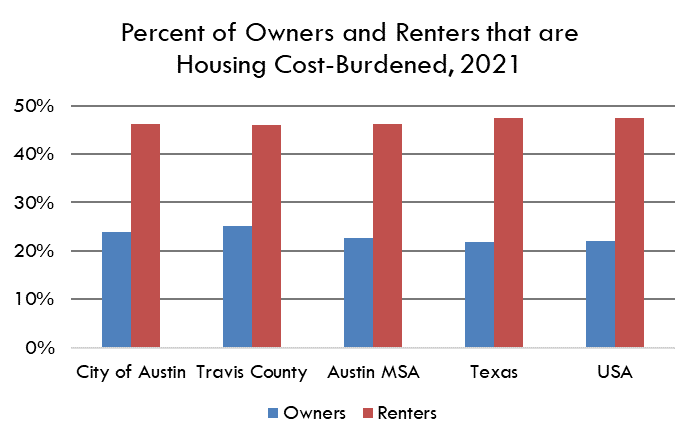 Percent of Owners and Renters that are
Housing Cost-Burdened, 2021
50%
40%
30%
20%
10%
0%
City of Austin Travis County Austin MSA Texas USA
Owners Renters